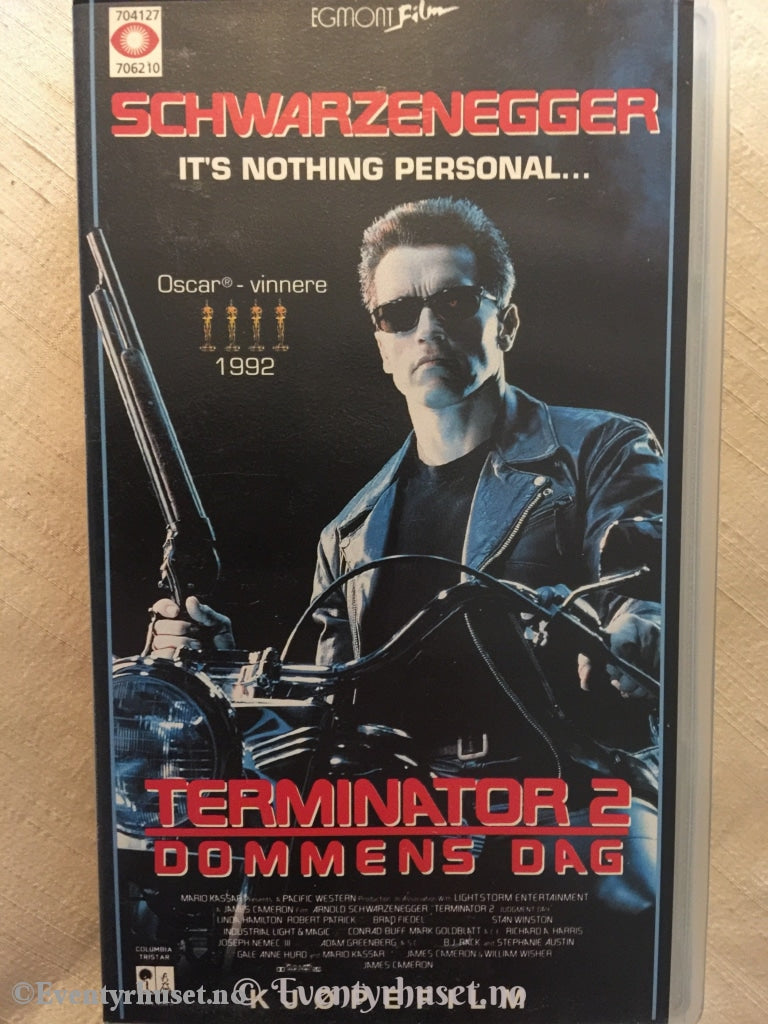 704127
706210
EGMONT Film
SCHWARZENEGGER
IT'S NOTHING PERSONAL...
Oscar® - vinnere
1992
TERMINATOR 2
DOMMENS DAG
MARIO KASSAR Presents A PACIFIC WESTERN Production In Association With LIGHTSTORM ENTERTAINMENT
A JAMES CAMERON Film ARNOLD SCHWARZENEGGER TERMINATOR 2 JUDGMENT DAY
LINDA HAMILTON ROBERT PATRICK BRAD FIEDEL STAN WINSTON
INDUSTRIAL LIGHT & MAGIC CONRAD BUFF MARK GOLDBLATT A.C.E. RICHARD A. HARRIS
JOSEPH NEMEC III ADAM GREENBERG A.S.C. B.J. RACK and STEPHANIE AUSTIN
GALE ANNE HURD and MARIO KASSAR JAMES CAMERON & WILLIAM WISHER
JAMES CAMERON
COLUMBIA
TRISTAR
KJØPEFILM
©Eventyrhuset.no © Eventyrhuset.no